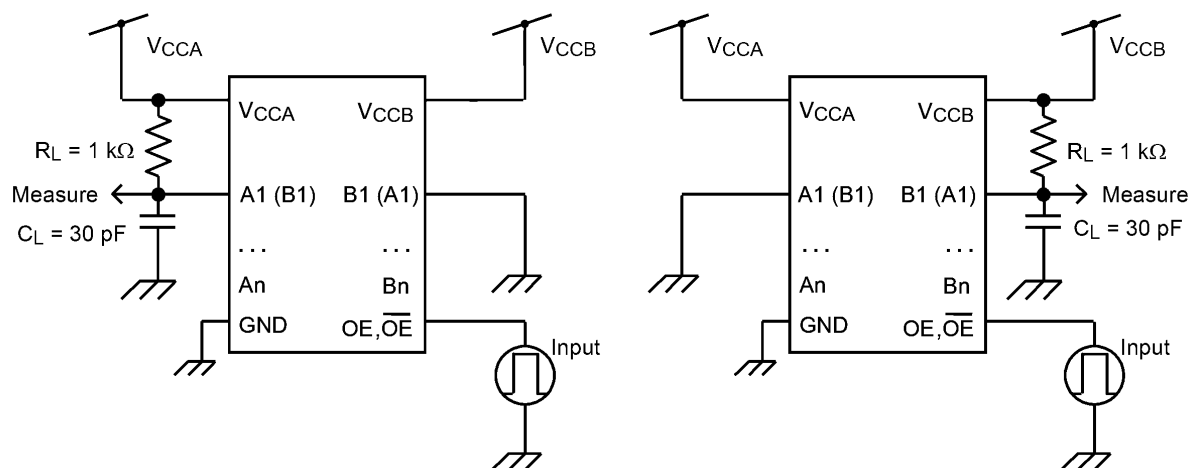 VCCA
VCCB
VCCA VCCB
RL = 1 kΩ
Measure A1 (B1) B1 (A1)
CL = 30 pF
... ...
An Bn
GND OE,O̅E̅
Input
VCCA
VCCB
VCCA VCCB
RL = 1 kΩ
A1 (B1) B1 (A1) Measure
CL = 30 pF
... ...
An Bn
GND OE,O̅E̅
Input